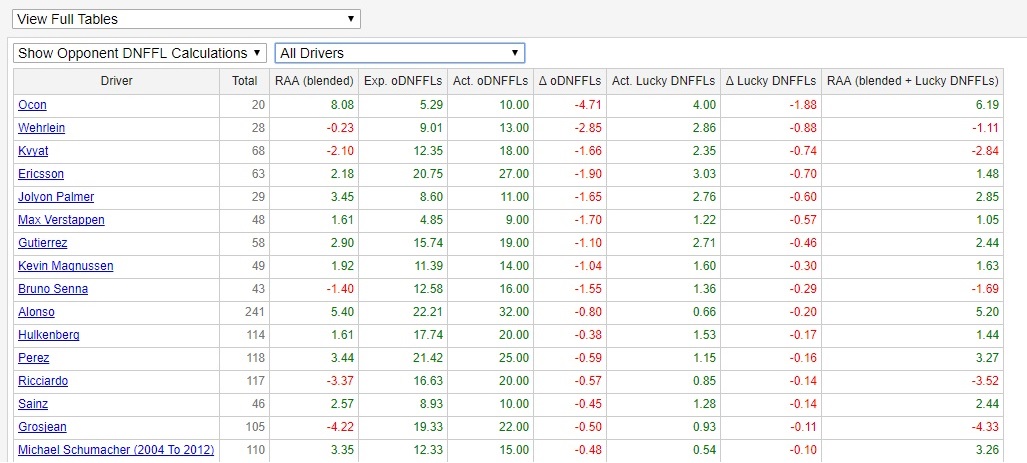 View Full Tables
Show Opponent DNFFL Calculations All Drivers
Driver Total RAA (blended) Exp. oDNFFLs Act. oDNFFLs Δ oDNFFLs Act. Lucky DNFFLs Δ Lucky DNFFLs RAA (blended + Lucky DNFFLs)
Ocon 20 8.08 5.29 10.00 -4.71 4.00 -1.88 6.19
Wehrlein 28 -0.23 9.01 13.00 -2.85 2.86 -0.88 -1.11
Kvyat 68 -2.10 12.35 18.00 -1.66 2.35 -0.74 -2.84
Ericsson 63 2.18 20.75 27.00 -1.90 3.03 -0.70 1.48
Jolyon Palmer 29 3.45 8.60 11.00 -1.65 2.76 -0.60 2.85
Max Verstappen 48 1.61 4.85 9.00 -1.70 1.22 -0.57 1.05
Gutierrez 58 2.90 15.74 19.00 -1.10 2.71 -0.46 2.44
Kevin Magnussen 49 1.92 11.39 14.00 -1.04 1.60 -0.30 1.63
Bruno Senna 43 -1.40 12.58 16.00 -1.55 1.36 -0.29 -1.69
Alonso 241 5.40 22.21 32.00 -0.80 0.66 -0.20 5.20
Hulkenberg 114 1.61 17.74 20.00 -0.38 1.53 -0.17 1.44
Perez 118 3.44 21.42 25.00 -0.59 1.15 -0.16 3.27
Ricciardo 117 -3.37 16.63 20.00 -0.57 0.85 -0.14 -3.52
Sainz 46 2.57 8.93 10.00 -0.45 1.28 -0.14 2.44
Grosjean 105 -4.22 19.33 22.00 -0.50 0.93 -0.11 -4.33
Michael Schumacher (2004 To 2012) 110 3.35 12.33 15.00 -0.48 0.54 -0.10 3.26